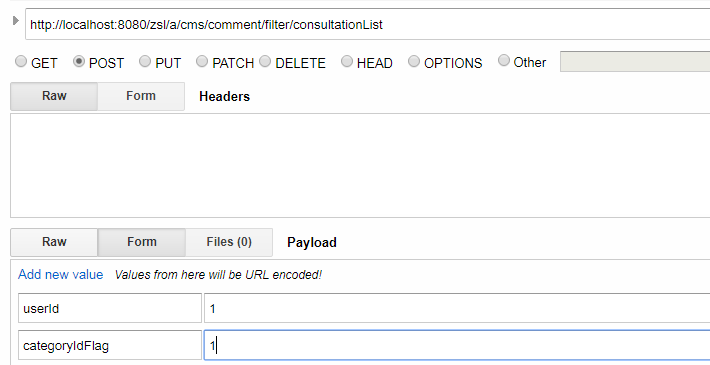 http://localhost:8080/zsl/a/cms/comment/filter/consultationList
GET POST PUT PATCH DELETE HEAD OPTIONS Other
Raw Form Headers
Raw Form Files (0) Payload
Add new value Values from here will be URL encoded!
userId 1
categoryIdFlag 1